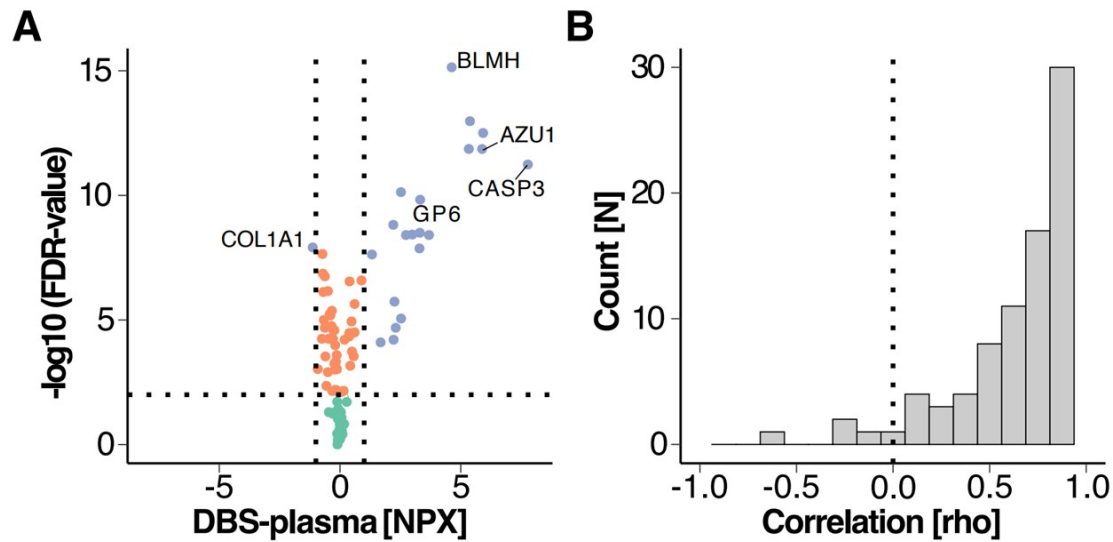 A
-log10 (FDR-value)
15
10
5
0
BLMH
AZU1
CASP3
GP6
COL1A1
-5
0
5
DBS-plasma [NPX]
B
Count [N]
30
20
10
0
-1.0
-0.5
0.0
0.5
1.0
Correlation [rho]